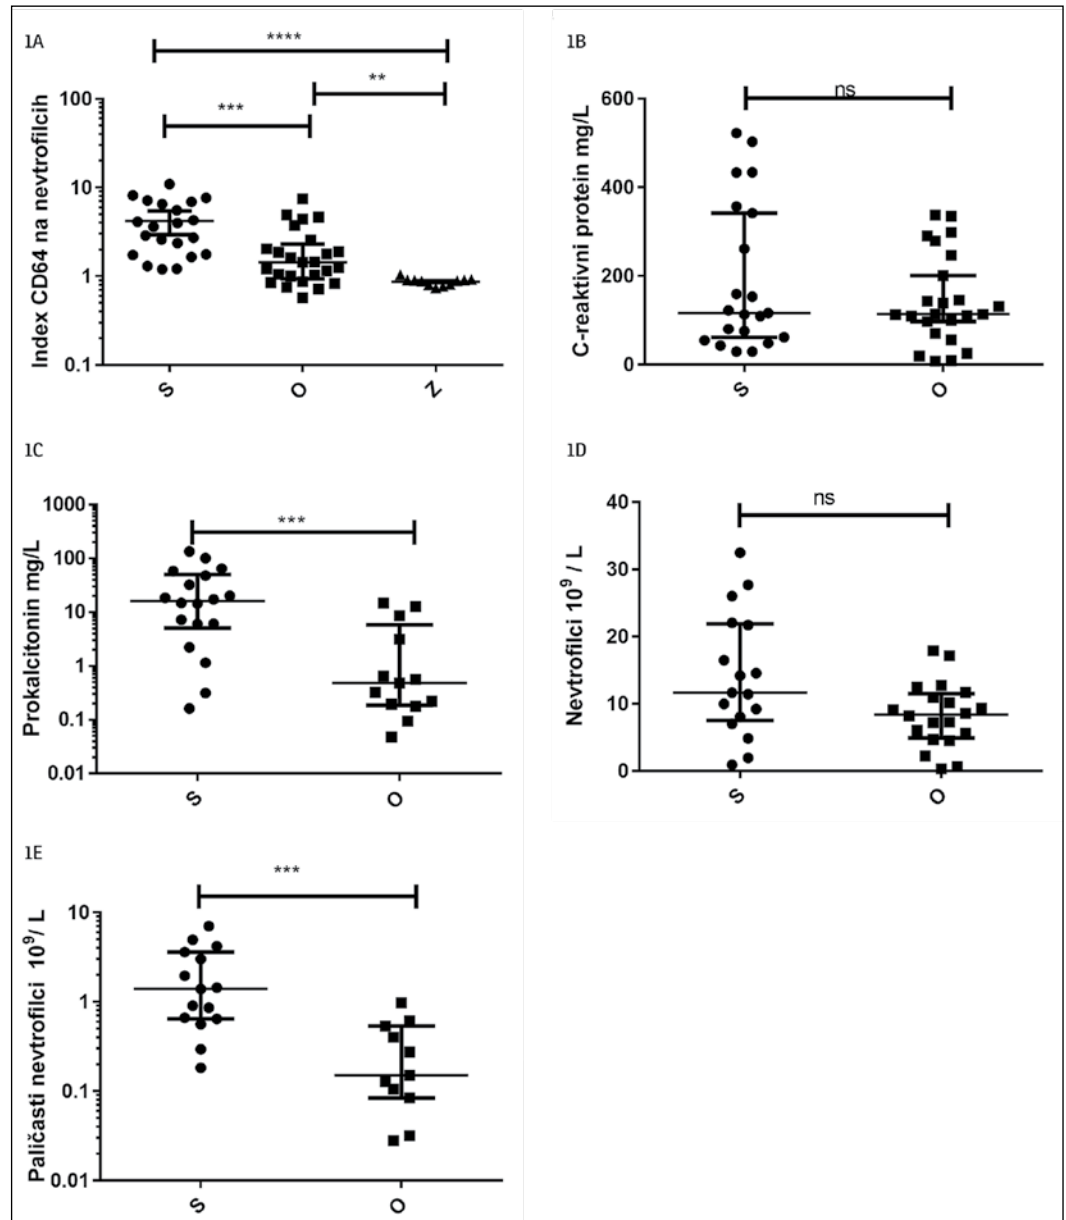 1A
****
**
***
Index CD64 na nevtrofilcih
100
10
1
0.1
S
O
Z
1B
ns
C-reaktivni protein mg/L
600
400
200
0
S
O
1C
***
Prokalcitonin mg/L
1000
100
10
1
0.1
0.01
S
O
1D
ns
Nevtrofilci 10⁹ / L
40
30
20
10
0
S
O
1E
***
Paličasti nevtrofilci 10⁹/ L
10
1
0.1
0.01
S
O